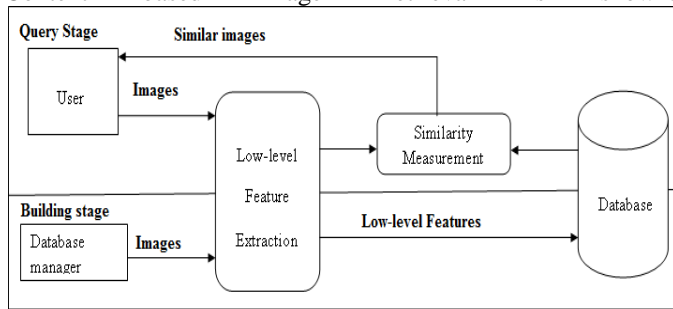 Query Stage
Similar images
User
Images
Low-level
Feature
Extraction
Similarity
Measurement
Database
Building stage
Database
manager
Images
Low-level Features